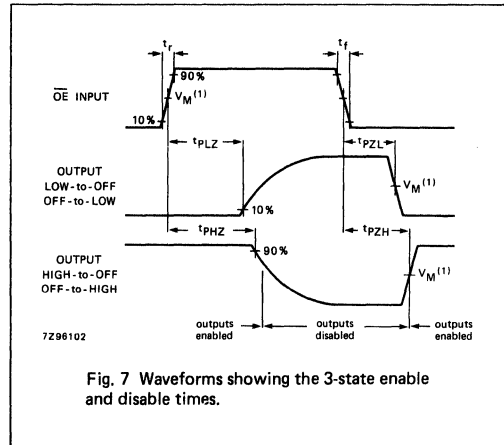 tr
tf
90%
OE INPUT
VM(1)
10%
tPLZ
tPZL
OUTPUT
LOW-to-OFF
OFF-to-LOW
VM(1)
10%
tPHZ
tPZH
90%
OUTPUT
HIGH-to-OFF
OFF-to-HIGH
VM(1)
outputs enabled
outputs disabled
outputs enabled
7Z96102
Fig. 7 Waveforms showing the 3-state enable
and disable times.